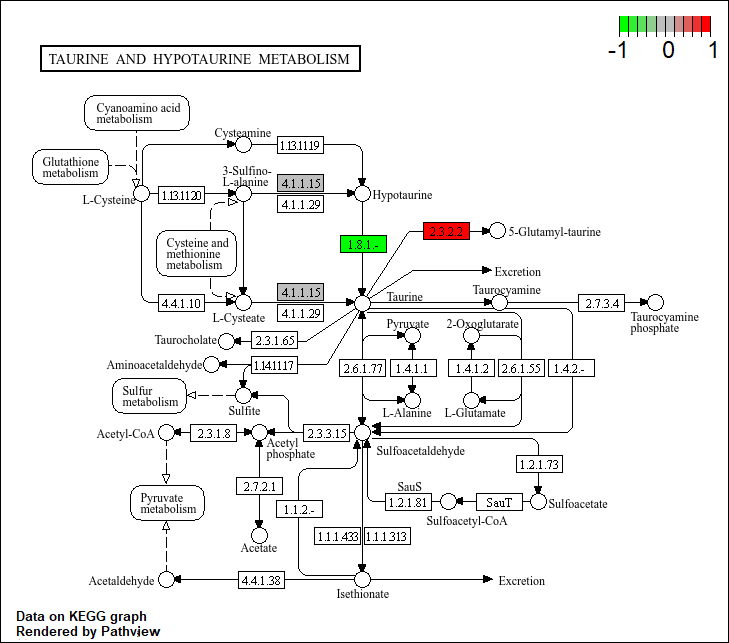 -1 0 1
TAURINE AND HYPOTAURINE METABOLISM
Cyanoamino acid
metabolism
Cysteamine
1.13.11.19
Glutathione
metabolism
3-Sulfino-
L-alanine
4.1.1.15
L-Cysteine
1.13.11.20
4.1.1.29
Hypotaurine
Cysteine and
methionine
metabolism
1.8.1.-
2.3.2.2
5-Glutamyl-taurine
Excretion
4.4.1.10
L-Cysteate
4.1.1.15
4.1.1.29
Taurine
Taurocyamine
2.7.3.4
Taurocyamine
phosphate
Taurocholate
2.3.1.65
Pyruvate
2-Oxoglutarate
Aminoacetaldehyde
1.14.11.17
2.6.1.77
1.4.1.1
1.4.1.2
2.6.1.55
1.4.2.-
Sulfur
metabolism
Sulfite
L-Alanine
L-Glutamate
Acetyl-CoA
2.3.1.8
Acetyl
phosphate
2.3.3.15
Sulfoacetaldehyde
1.2.1.73
Pyruvate
metabolism
2.7.2.1
1.1.2.-
SauS
1.2.1.81
SauT
Sulfoacetate
Sulfoacetyl-CoA
Acetate
1.1.1.433
1.1.1.313
Acetaldehyde
4.4.1.38
Isethionate
Excretion
Data on KEGG graph
Rendered by Pathview